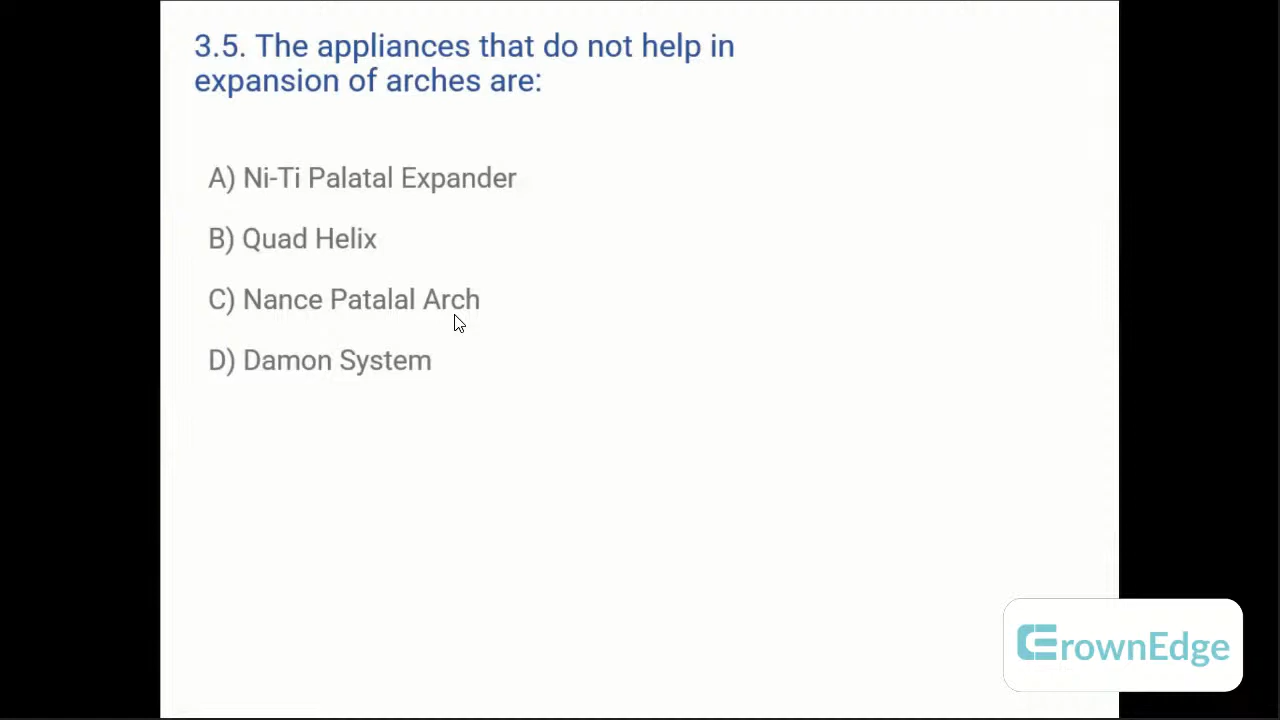 3.5. The appliances that do not help in
expansion of arches are:
A) Ni-Ti Palatal Expander
B) Quad Helix
C) Nance Patalal Arch
D) Damon System
CrownEdge